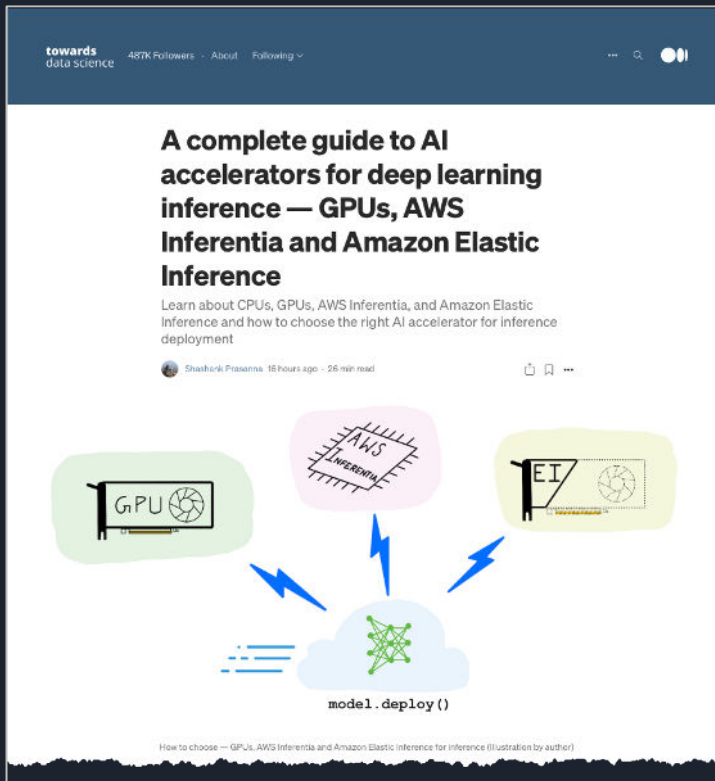 towards
data science
487K Followers · About Following
A complete guide to AI
accelerators for deep learning
inference — GPUs, AWS
Inferentia and Amazon Elastic
Inference
Learn about CPUs, GPUs, AWS Inferentia, and Amazon Elastic
Inference and how to choose the right AI accelerator for inference
deployment
Shashank Prasanna 16 hours ago · 26 min read
GPU
AWS
INFERENTIA
EI
model.deploy()
How to choose — GPUs, AWS Inferentia and Amazon Elastic Inference for inference (Illustration by author)